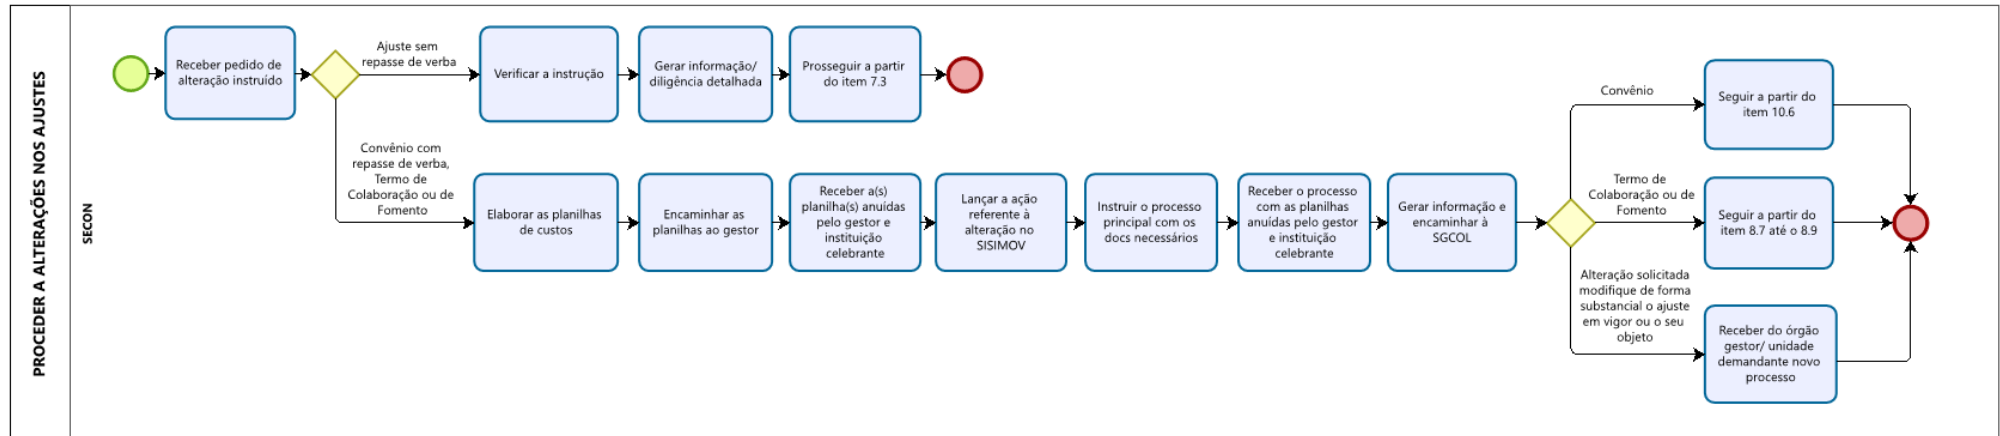 PROCEDER A ALTERAÇÕES NOS AJUSTES
SECON
Receber pedido de
alteração instruído
Ajuste sem
repasse de verba
Verificar a instrução
Gerar informação/
diligência detalhada
Prosseguir a partir
do item 7.3
Convênio com
repasse de verba,
Termo de
Colaboração ou de
Fomento
Elaborar as planilhas
de custos
Encaminhar as
planilhas ao gestor
Receber a(s)
planilha(s) anuídas
pelo gestor e
instituição
celebrante
Lançar a ação
referente à
alteração no
SISIMOV
Instruir o processo
principal com os
docs necessários
Receber o processo
com as planilhas
anuídas pelo gestor
e instituição
celebrante
Gerar informação e
encaminhar à
SGCOL
Convênio
Seguir a partir do
item 10.6
Termo de
Colaboração ou de
Fomento
Seguir a partir do
item 8.7 até o 8.9
Alteração solicitada
modifique de forma
substancial o ajuste
em vigor ou o seu
objeto
Receber do órgão
gestor/ unidade
demandante novo
processo